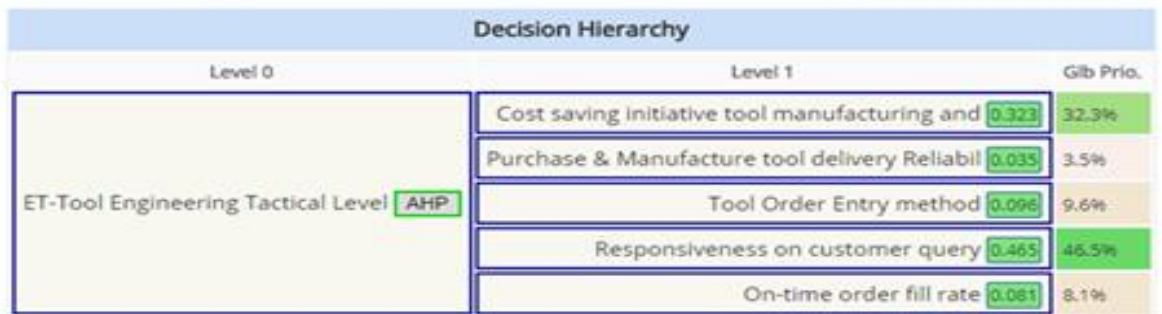 Decision Hierarchy
Level 0 Level 1 Glb Prio.
Cost saving initiative tool manufacturing and 0.323 32.3%
Purchase & Manufacture tool delivery Reliabil 0.035 3.5%
ET-Tool Engineering Tactical Level AHP
Tool Order Entry method 0.096 9.6%
Responsiveness on customer query 0.465 46.5%
On-time order fill rate 0.081 8.1%